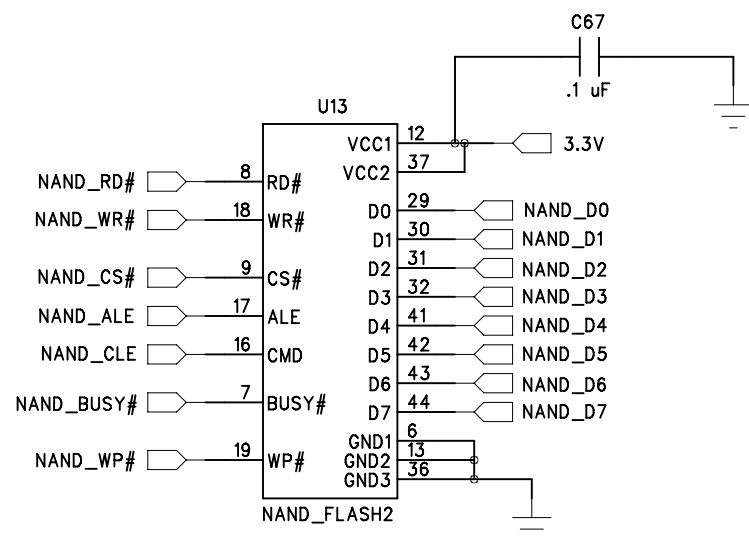 C67
.1 uF
U13
VCC1 12 3.3V
VCC2 37
NAND_RD# 8 RD#
NAND_WR# 18 WR#
NAND_CS# 9 CS#
NAND_ALE 17 ALE
NAND_CLE 16 CMD
NAND_BUSY# 7 BUSY#
NAND_WP# 19 WP#
D0 29 NAND_D0
D1 30 NAND_D1
D2 31 NAND_D2
D3 32 NAND_D3
D4 41 NAND_D4
D5 42 NAND_D5
D6 43 NAND_D6
D7 44 NAND_D7
GND1 6
GND2 13
GND3 36
NAND_FLASH2